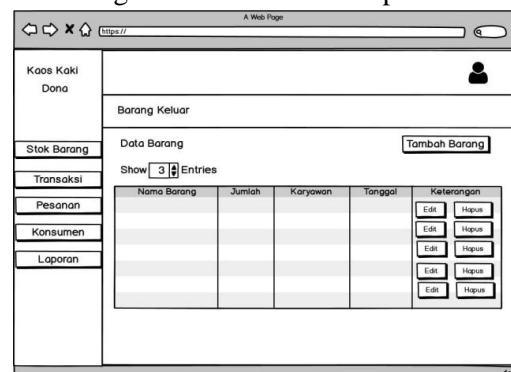 A Web Page
https://
Kaos Kaki
Dona
Barang Keluar
Stok Barang
Transaksi
Pesanan
Konsumen
Laporan
Data Barang
Tambah Barang
Show 3 Entries
Nama Barang Jumlah Karyawan Tanggal Keterangan
Edit Hapus
Edit Hapus
Edit Hapus
Edit Hapus
Edit Hapus